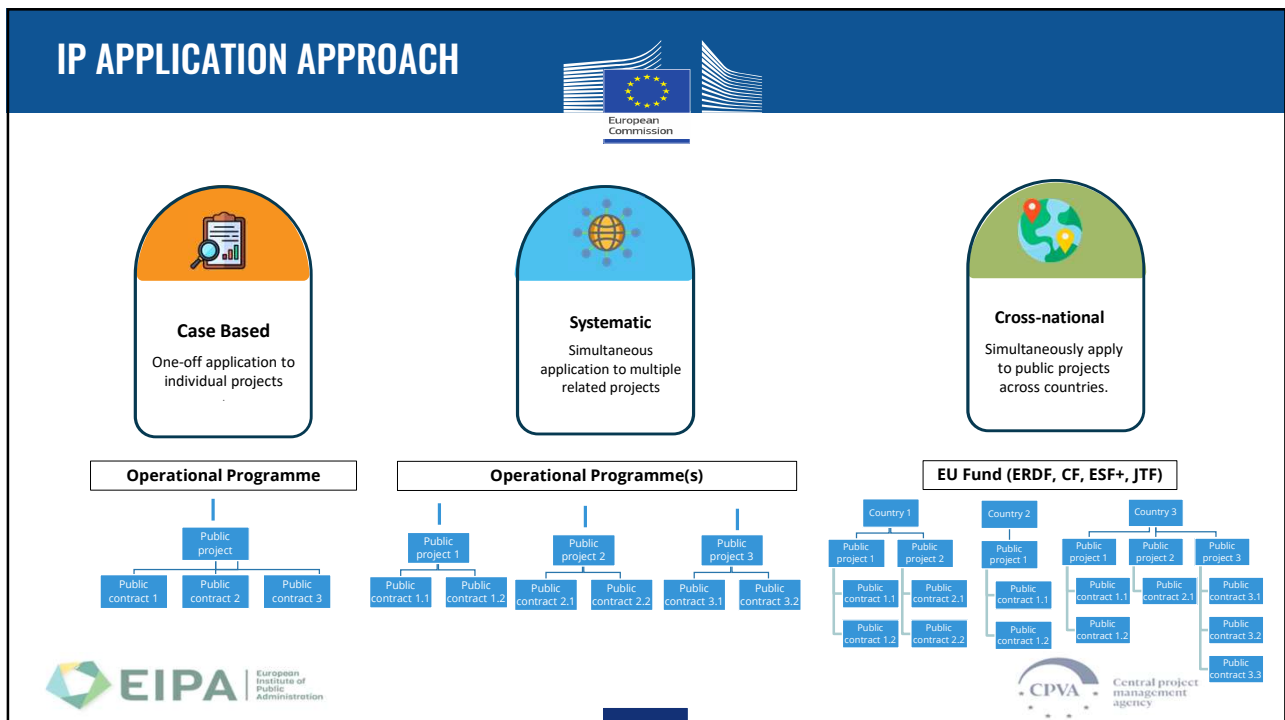 IP APPLICATION APPROACH
European
Commission
Case Based
One-off application to
individual projects
.
Systematic
Simultaneous
application to multiple
related projects
Cross-national
Simultaneously apply
to public projects
across countries.
Operational Programme
Public
project
Public
contract 1
Public
contract 2
Public
contract 3
Operational Programme(s)
Public
project 1
Public
contract 1.1
Public
contract 1.2
Public
project 2
Public
contract 2.1
Public
contract 2.2
Public
project 3
Public
contract 3.1
Public
contract 3.2
EU Fund (ERDF, CF, ESF+, JTF)
Country 1
Public
project 1
Public
contract 1.1
Public
contract 1.2
Public
project 2
Public
contract 2.1
Public
contract 2.2
Country 2
Public
project 1
Public
contract 1.1
Public
contract 1.2
Country 3
Public
project 1
Public
contract 1.1
Public
contract 1.2
Public
project 2
Public
contract 2.1
Public
project 3
Public
contract 3.1
Public
contract 3.2
Public
contract 3.3
EIPA
European
Institute of
Public
Administration
CPVA
Central project
management
agency